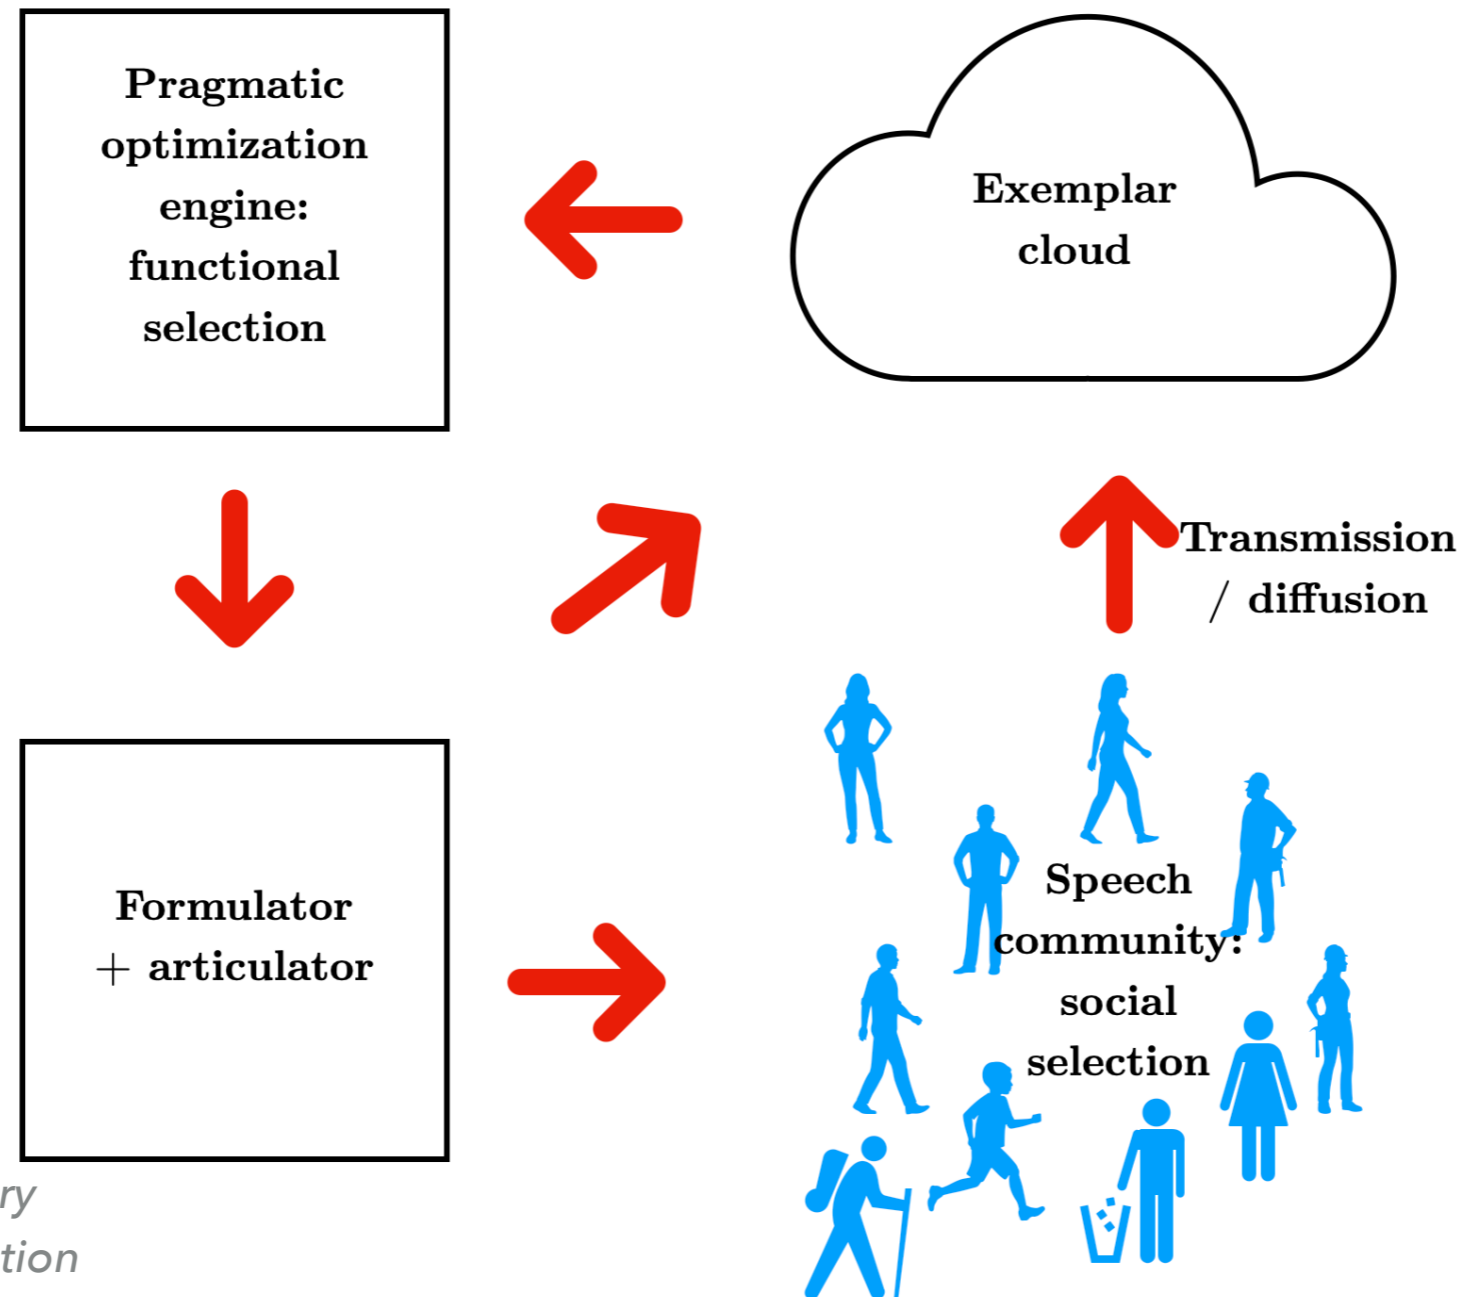 Pragmatic
optimization
engine:
functional
selection
Exemplar
cloud
Transmission
/ diffusion
Formulator
+ articulator
Speech
community:
social
selection
ry
tion